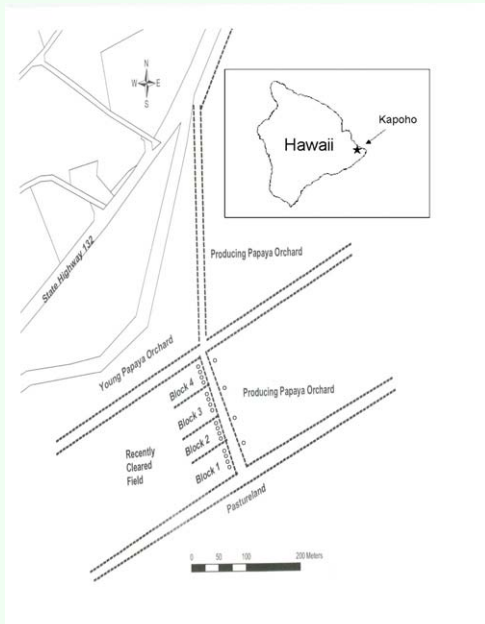 N
W E
S
Kapoho
Hawaii
State Highway 132
Producing Papaya Orchard
Young Papaya Orchard
Block 4
Producing Papaya Orchard
Block 3
Block 2
Recently
Cleared
Field
Block 1
Pastureland
0 50 100 200 Meters